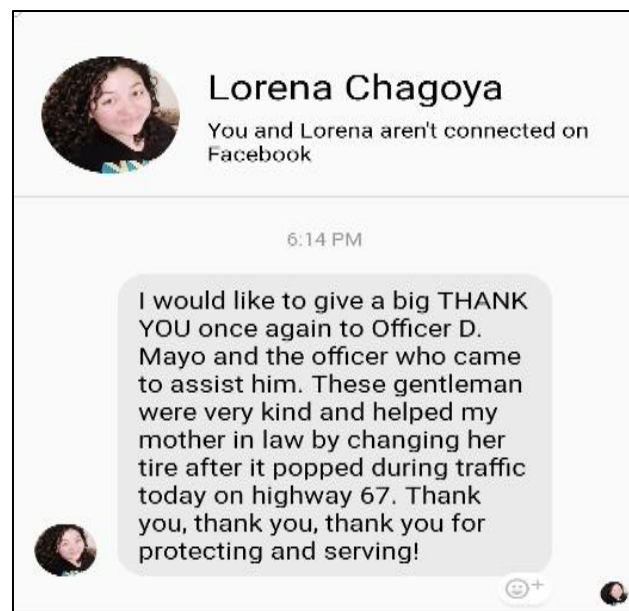 Lorena Chagoya
You and Lorena aren't connected on
Facebook
6:14 PM
I would like to give a big THANK
YOU once again to Officer D.
Mayo and the officer who came
to assist him. These gentleman
were very kind and helped my
mother in law by changing her
tire after it popped during traffic
today on highway 67. Thank
you, thank you, thank you for
protecting and serving!